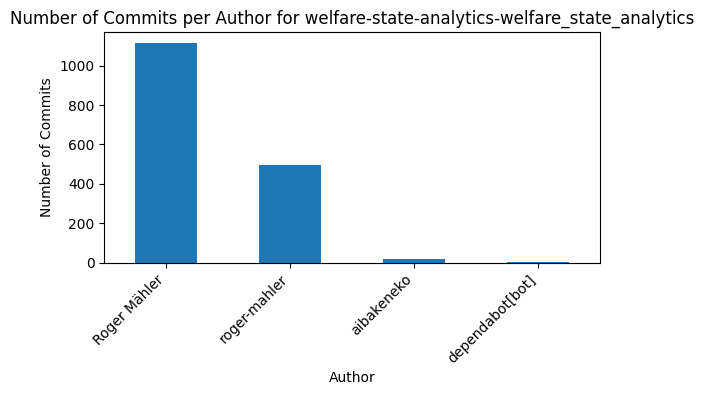 Number of Commits per Author for welfare-state-analytics-welfare_state_analytics
Number of Commits
1000
800
600
400
200
0
Roger Mähler
roger-mahler
aibakeneko
dependabot[bot]
Author